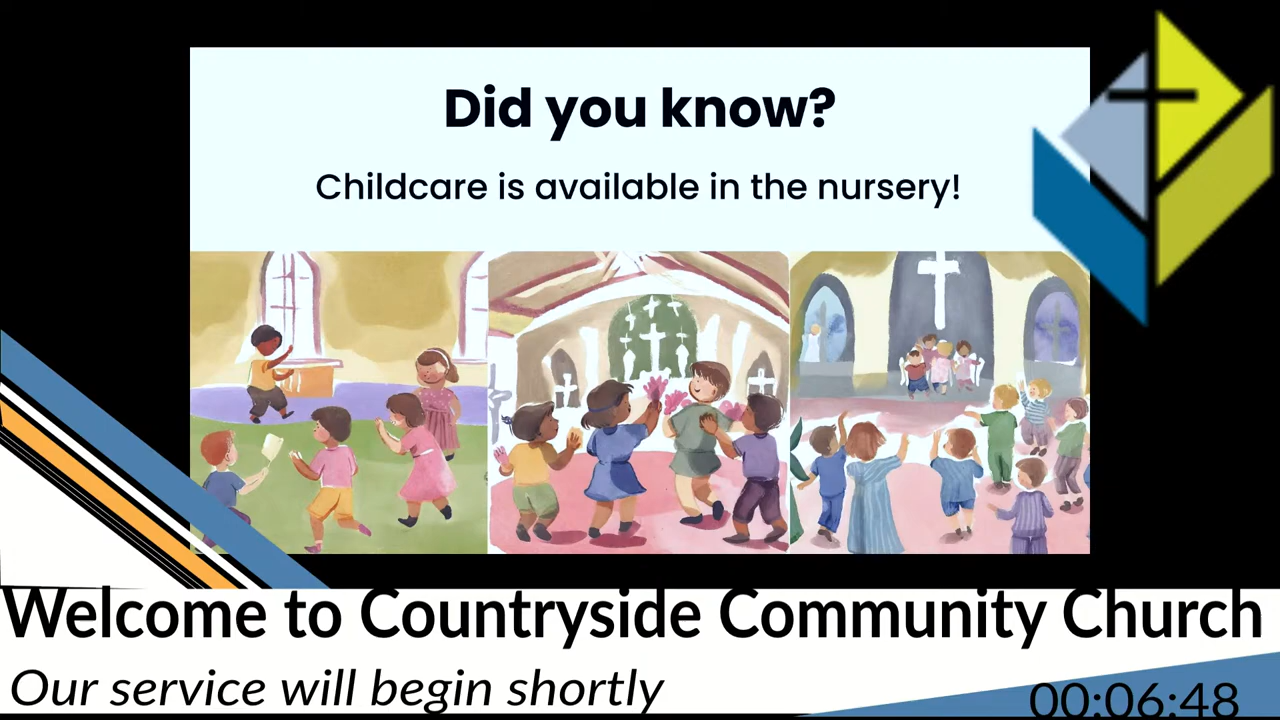 Did you know?
Childcare is available in the nursery!
Welcome to Countryside Community Church
Our service will begin shortly
00:06:48